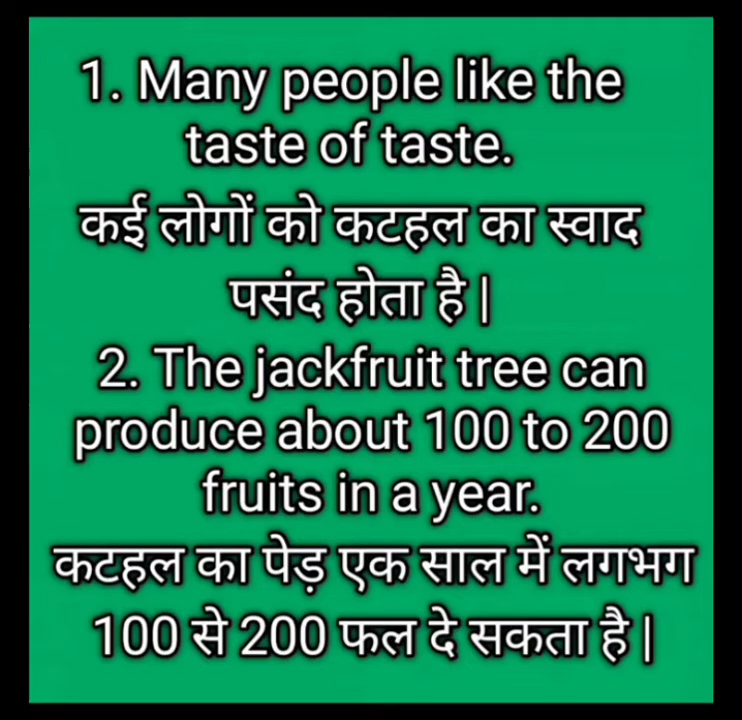 1. Many people like the
taste of taste.
कई लोगों को कटहल का स्वाद
पसंद होता है |
2. The jackfruit tree can
produce about 100 to 200
fruits in a year.
कटहल का पेड़ एक साल में लगभग
100 से 200 फल दे सकता है |